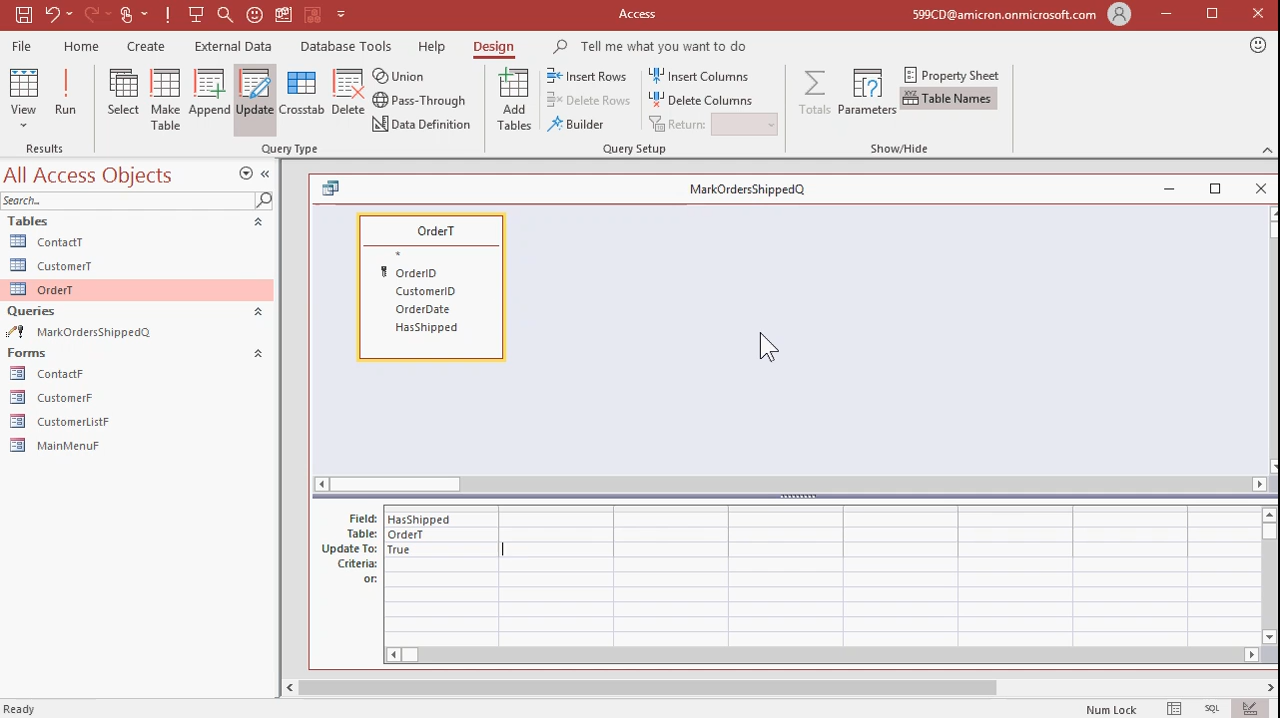 Access
599CD@amicron.onmicrosoft.com
File Home Create External Data Database Tools Help Design Tell me what you want to do
View
Run
Results
Select
Make Table
Append
Update
Crosstab
Delete
Union
Pass-Through
Data Definition
Query Type
Add Tables
Insert Rows
Delete Rows
Builder
Insert Columns
Delete Columns
Return:
Query Setup
Totals
Parameters
Property Sheet
XYZ Table Names
Show/Hide
All Access Objects
Search...
Tables
ContactT
CustomerT
OrderT
Queries
MarkOrdersShippedQ
Forms
ContactF
CustomerF
CustomerListF
MainMenuF
MarkOrdersShippedQ
OrderT
*
OrderID
CustomerID
OrderDate
HasShipped
Field: HasShipped
Table: OrderT
Update To: True
Criteria:
or:
Ready
Num Lock
SQL